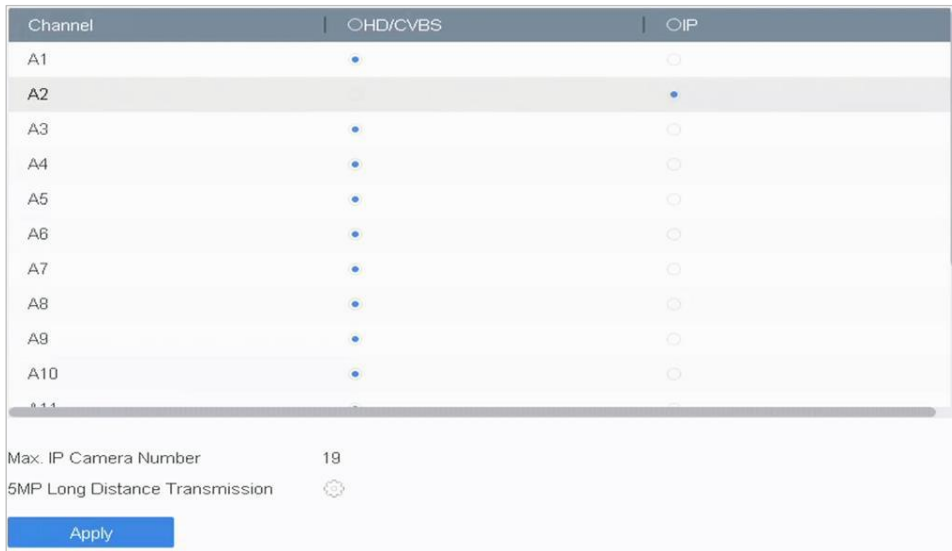 Channel HD/CVBS IP
A1
A2
A3
A4
A5
A6
A7
A8
A9
A10
Max. IP Camera Number 19
5MP Long Distance Transmission
Apply